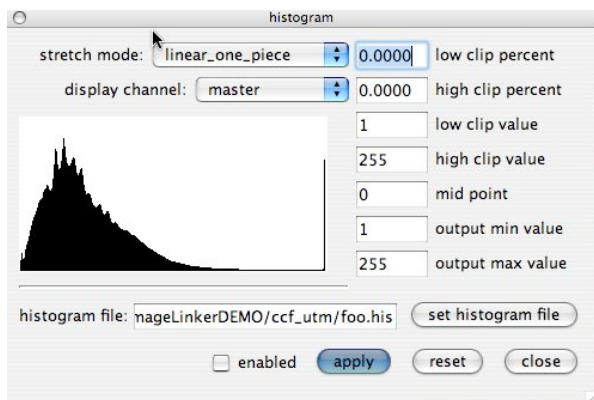 histogram
stretch mode: linear_one_piece 0.0000 low clip percent
display channel: master 0.0000 high clip percent
1 low clip value
255 high clip value
0 mid point
1 output min value
255 output max value
histogram file: nageLinkerDEMO/ccf_utm/foo.his set histogram file
enabled apply reset close